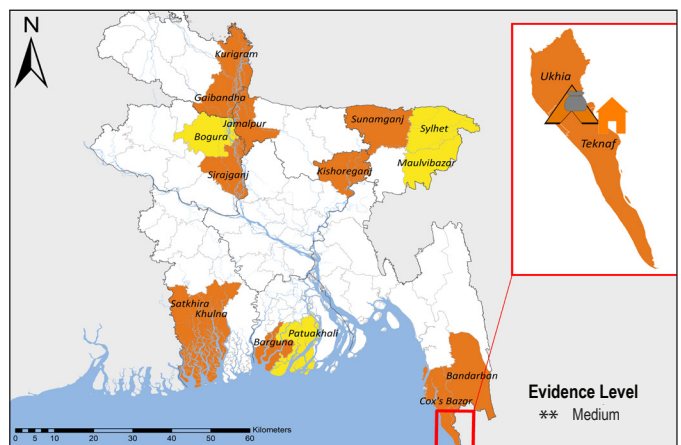 N
Kurigram
Gaibandha
Jamalpur
Bogura
Sirajganj
Sunamganj
Sylhet
Maulvibazar
Kishoreganj
Satkhira
Khulna
Patuakhali
Barguna
Bandarban
Cox's Bazar
Ukhia
Teknaf
Evidence Level
** Medium
Kilometers
0 5 10 20 30 40 50 60